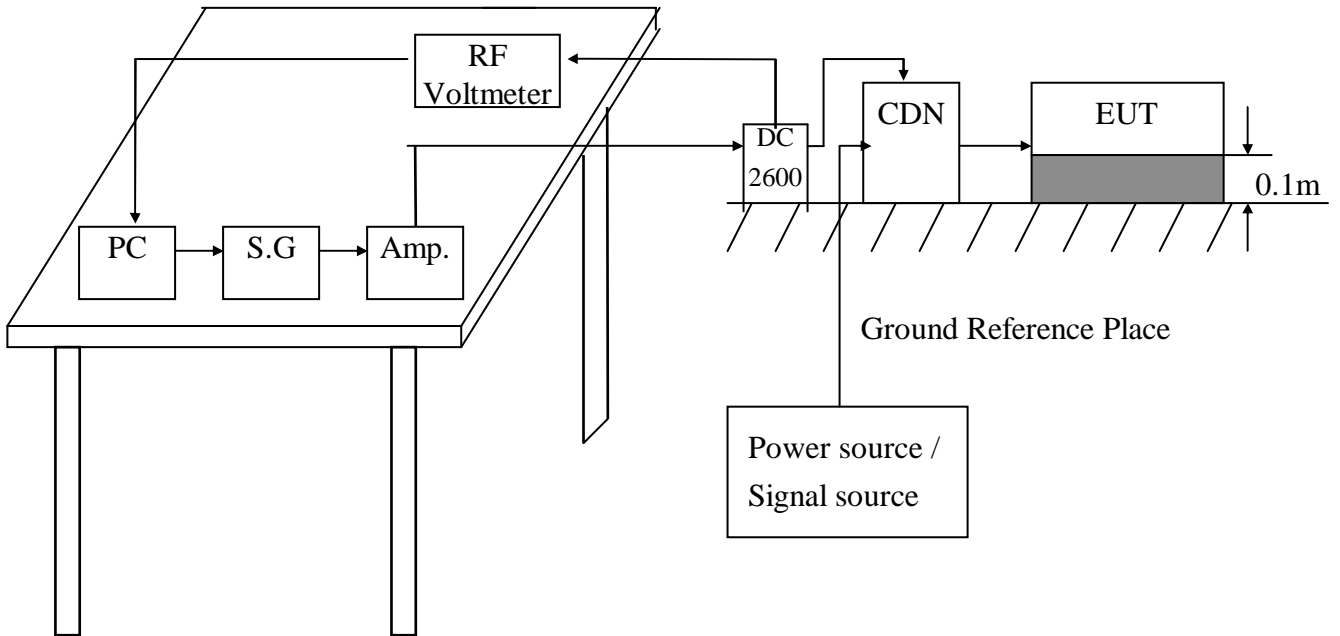 RF
Voltmeter
CDN
EUT
DC
2600
0.1m
PC
S.G
Amp.
Ground Reference Place
Power source /
Signal source